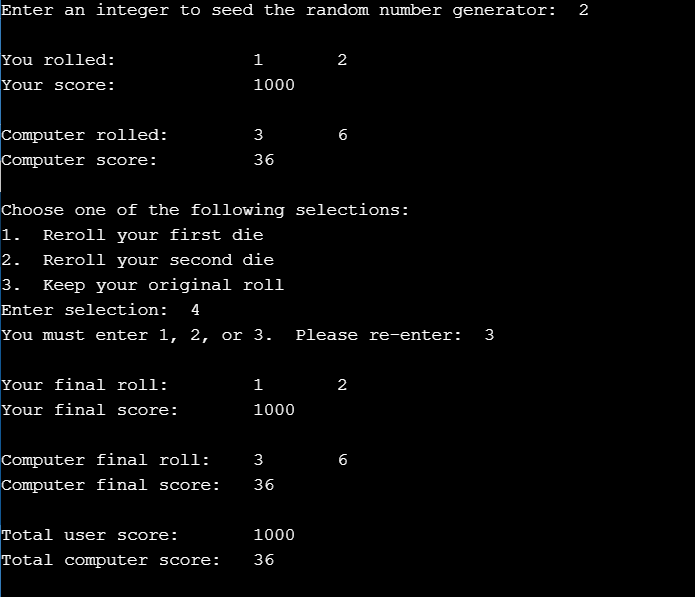 Enter an integer to seed the random number generator:  2
You rolled:             1       2
Your score:             1000
Computer rolled:        3       6
Computer score:         36
Choose one of the following selections:
1.  Reroll your first die
2.  Reroll your second die
3.  Keep your original roll
Enter selection:  4
You must enter 1, 2, or 3.  Please re-enter:  3
Your final roll:        1       2
Your final score:       1000
Computer final roll:    3       6
Computer final score:   36
Total user score:       1000
Total computer score:   36